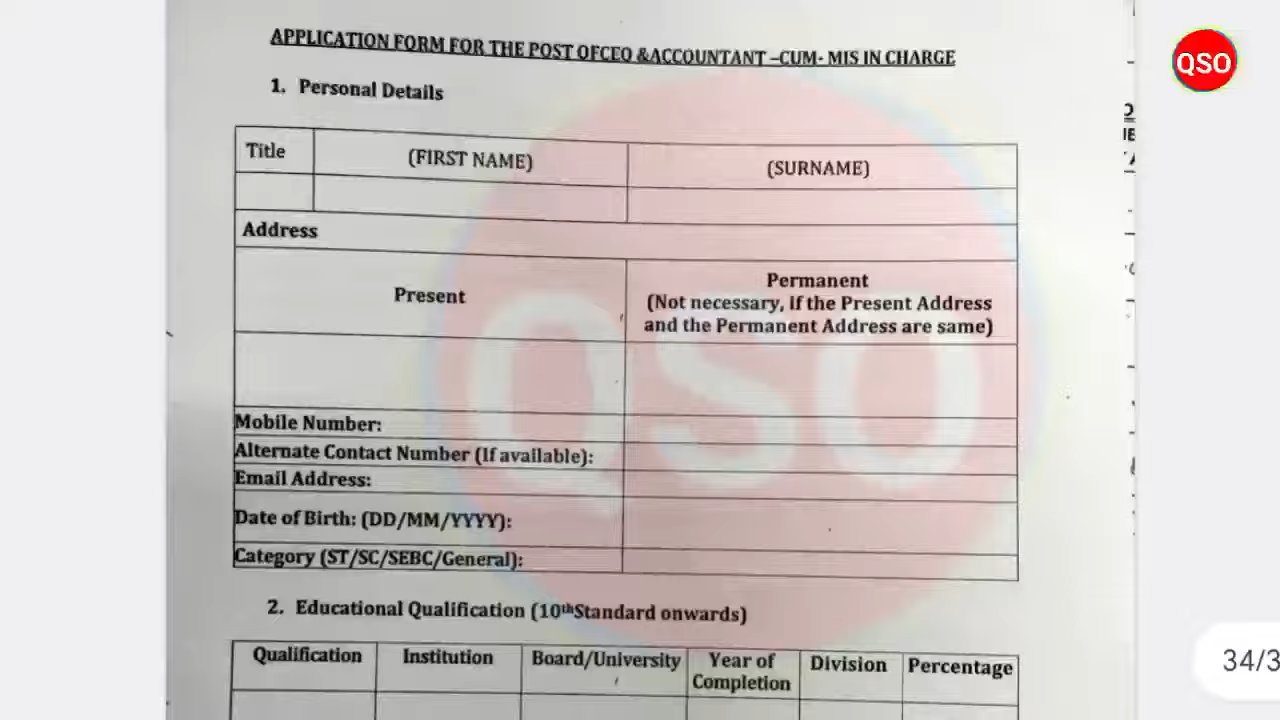 QSO
APPLICATION FORM FOR THE POST OFCEO &ACCOUNTANT –CUM- MIS IN CHARGE
1. Personal Details
Title (FIRST NAME) (SURNAME)
Address
Present
Permanent
(Not necessary, if the Present Address
and the Permanent Address are same)
QSO
Mobile Number:
Alternate Contact Number (If available):
Email Address:
Date of Birth: (DD/MM/YYYY):
Category (ST/SC/SEBC/General):
2. Educational Qualification (10thStandard onwards)
Qualification Institution Board/University Year of Completion Division Percentage
34/3